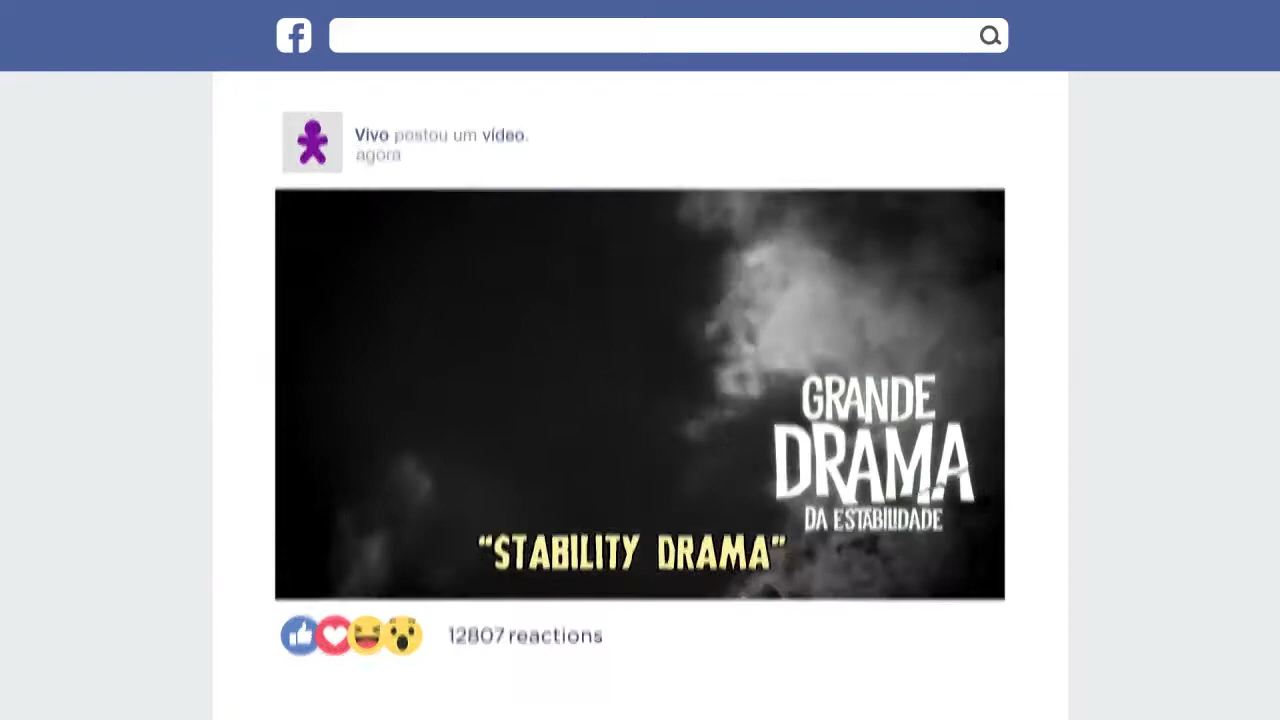 Vivo postou um vídeo.
agora
GRANDE
DRAMA
DA ESTABILIDADE
“STABILITY DRAMA”
12807 reactions